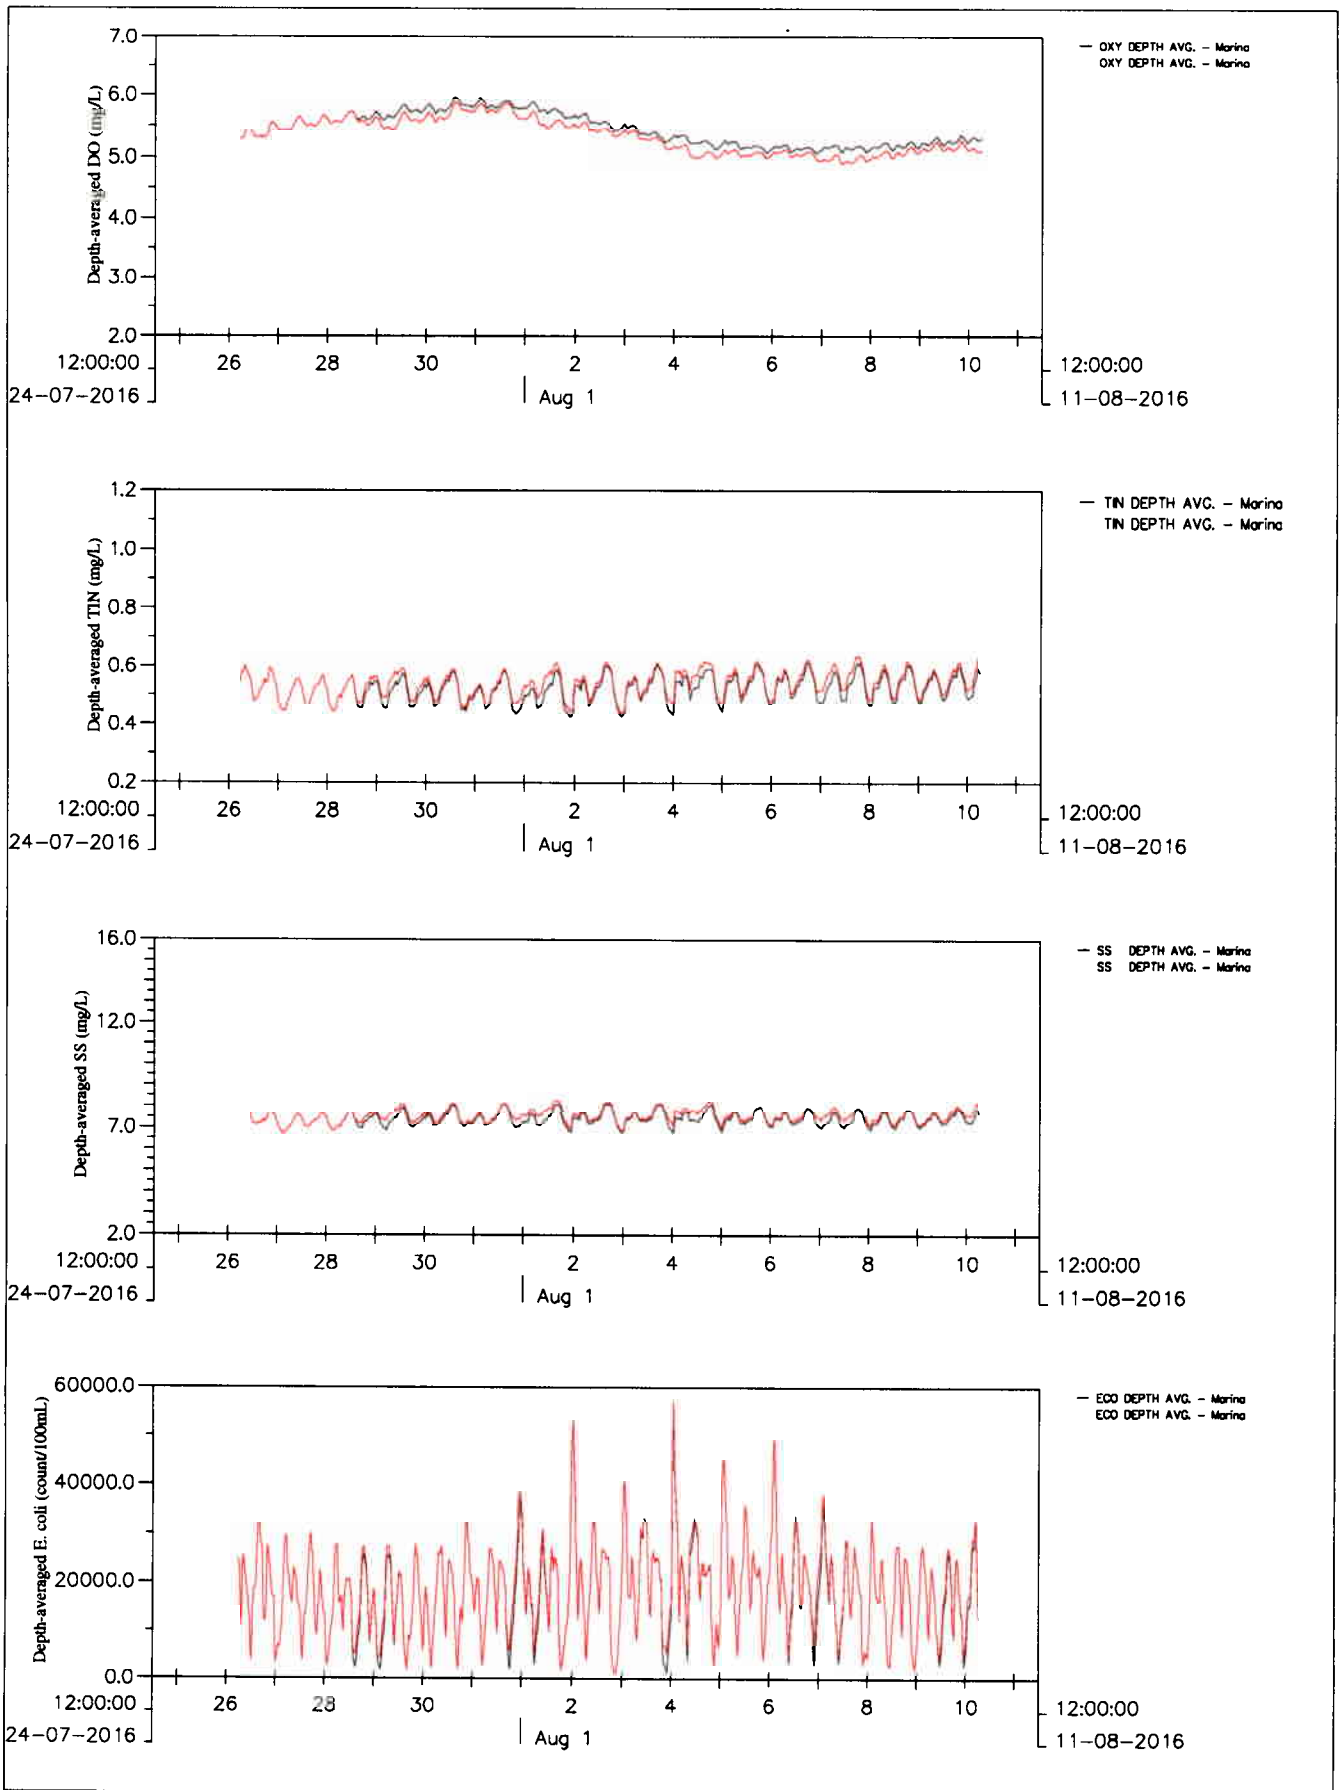 7.0
6.0
5.0
4.0
3.0
2.0
Depth-averaged DO (mg/L)
— OXY DEPTH AVG. – Marina
OXY DEPTH AVG. – Marina
26 28 30 2 4 6 8 10
12:00:00 12:00:00
24-07-2016 Aug 1 11-08-2016
1.2
1.0
0.8
0.6
0.4
0.2
Depth-averaged TIN (mg/L)
— TIN DEPTH AVG. – Marina
TIN DEPTH AVG. – Marina
26 28 30 2 4 6 8 10
12:00:00 12:00:00
24-07-2016 Aug 1 11-08-2016
16.0
12.0
7.0
2.0
Depth-averaged SS (mg/L)
— SS DEPTH AVG. – Marina
SS DEPTH AVG. – Marina
26 28 30 2 4 6 8 10
12:00:00 12:00:00
24-07-2016 Aug 1 11-08-2016
60000.0
40000.0
20000.0
0.0
Depth-averaged E. coli (count/100mL)
— ECO DEPTH AVG. – Marina
ECO DEPTH AVG. – Marina
26 28 30 2 4 6 8 10
12:00:00 12:00:00
24-07-2016 Aug 1 11-08-2016